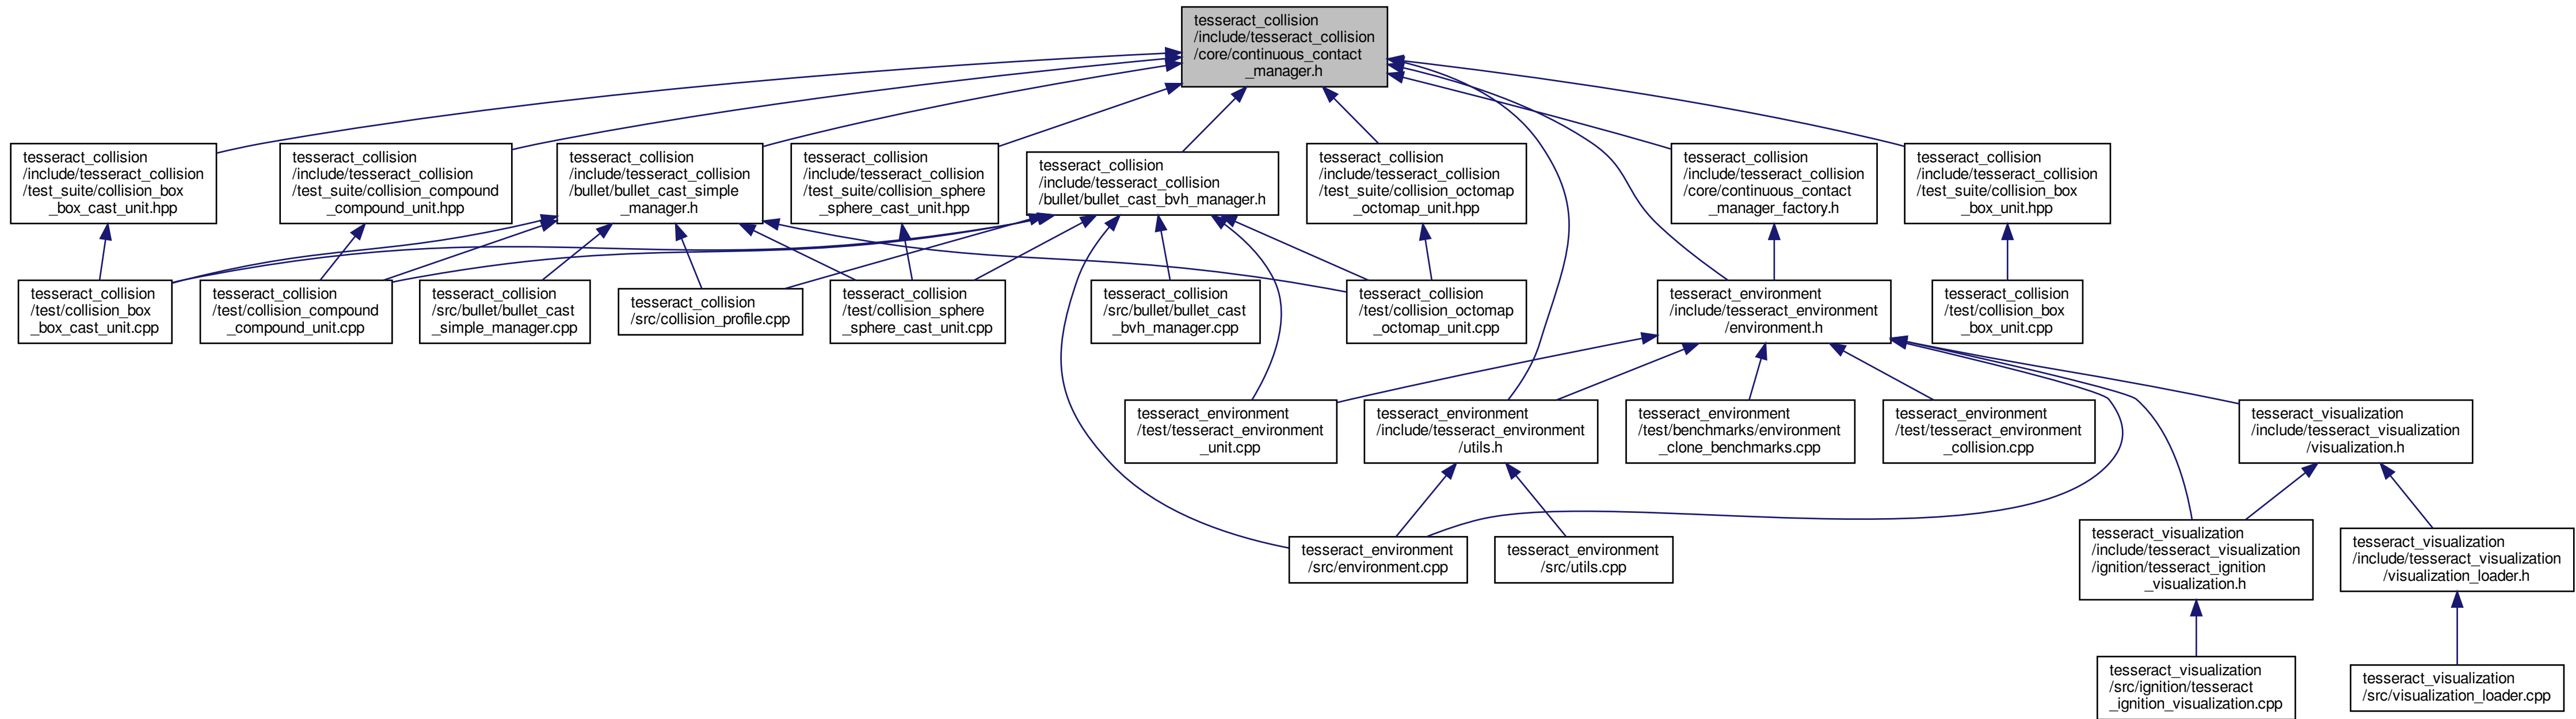 tesseract_collision
/include/tesseract_collision
/core/continuous_contact
_manager.h
tesseract_collision
/include/tesseract_collision
/test_suite/collision_box
_box_cast_unit.hpp
tesseract_collision
/include/tesseract_collision
/test_suite/collision_compound
_compound_unit.hpp
tesseract_collision
/include/tesseract_collision
/bullet/bullet_cast_simple
_manager.h
tesseract_collision
/include/tesseract_collision
/test_suite/collision_sphere
_sphere_cast_unit.hpp
tesseract_collision
/include/tesseract_collision
/bullet/bullet_cast_bvh_manager.h
tesseract_collision
/include/tesseract_collision
/test_suite/collision_octomap
_octomap_unit.hpp
tesseract_collision
/include/tesseract_collision
/core/continuous_contact
_manager_factory.h
tesseract_collision
/include/tesseract_collision
/test_suite/collision_box
_box_unit.hpp
tesseract_collision
/test/collision_box
_box_cast_unit.cpp
tesseract_collision
/test/collision_compound
_compound_unit.cpp
tesseract_collision
/src/bullet/bullet_cast
_simple_manager.cpp
tesseract_collision
/src/collision_profile.cpp
tesseract_collision
/test/collision_sphere
_sphere_cast_unit.cpp
tesseract_collision
/src/bullet/bullet_cast
_bvh_manager.cpp
tesseract_collision
/test/collision_octomap
_octomap_unit.cpp
tesseract_environment
/include/tesseract_environment
/environment.h
tesseract_collision
/test/collision_box
_box_unit.cpp
tesseract_environment
/test/tesseract_environment
_unit.cpp
tesseract_environment
/include/tesseract_environment
/utils.h
tesseract_environment
/test/benchmarks/environment
_clone_benchmarks.cpp
tesseract_environment
/test/tesseract_environment
_collision.cpp
tesseract_visualization
/include/tesseract_visualization
/visualization.h
tesseract_environment
/src/environment.cpp
tesseract_environment
/src/utils.cpp
tesseract_visualization
/include/tesseract_visualization
/ignition/tesseract_ignition
_visualization.h
tesseract_visualization
/include/tesseract_visualization
/visualization_loader.h
tesseract_visualization
/src/ignition/tesseract
_ignition_visualization.cpp
tesseract_visualization
/src/visualization_loader.cpp